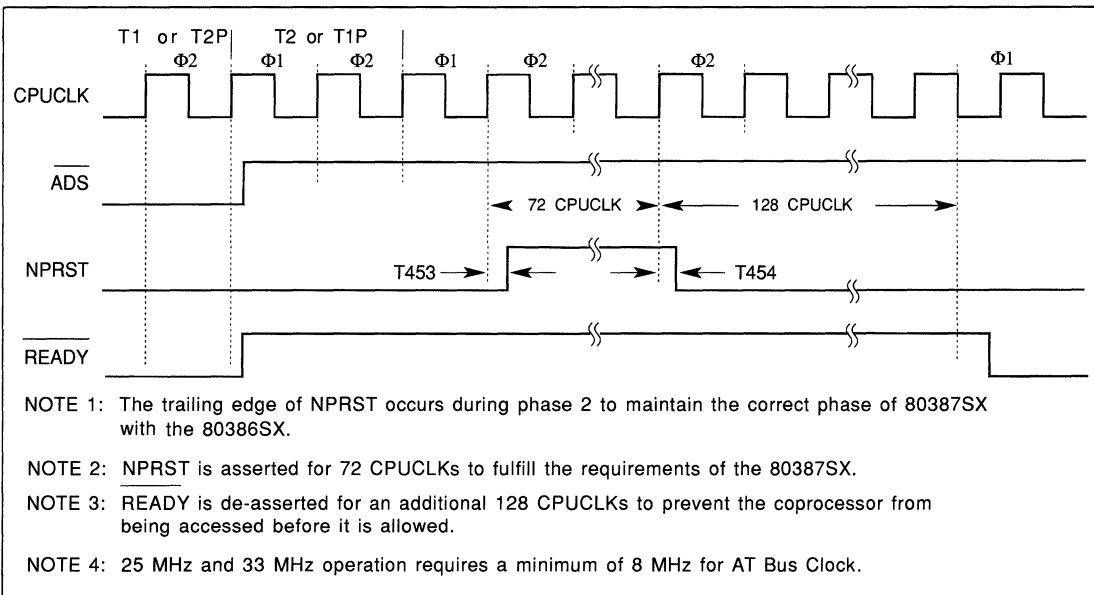 T1 or T2P T2 or T1P
Φ2 Φ1 Φ2 Φ1 Φ2 Φ2 Φ1
CPUCLK
ADS
72 CPUCLK 128 CPUCLK
NPRST T453 T454
READY
NOTE 1: The trailing edge of NPRST occurs during phase 2 to maintain the correct phase of 80387SX
with the 80386SX.
NOTE 2: NPRST is asserted for 72 CPUCLKs to fulfill the requirements of the 80387SX.
NOTE 3: READY is de-asserted for an additional 128 CPUCLKs to prevent the coprocessor from
being accessed before it is allowed.
NOTE 4: 25 MHz and 33 MHz operation requires a minimum of 8 MHz for AT Bus Clock.